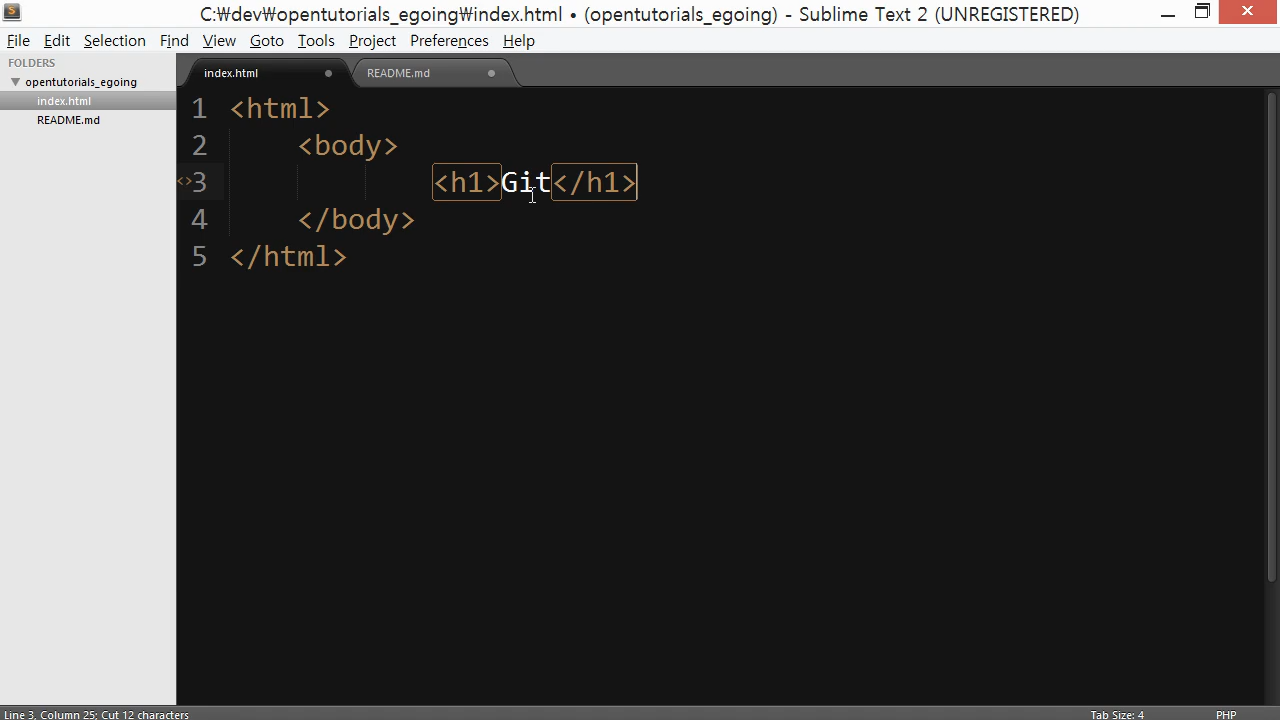 C:₩dev₩opentutorials_egoing₩index.html • (opentutorials_egoing) - Sublime Text 2 (UNREGISTERED)
File Edit Selection Find View Goto Tools Project Preferences Help
FOLDERS
opentutorials_egoing
index.html
README.md
index.html README.md
1 <html>
2 <body>
3 <h1>Git</h1>
4 </body>
5 </html>
Line 3, Column 25; Cut 12 characters Tab Size: 4 PHP